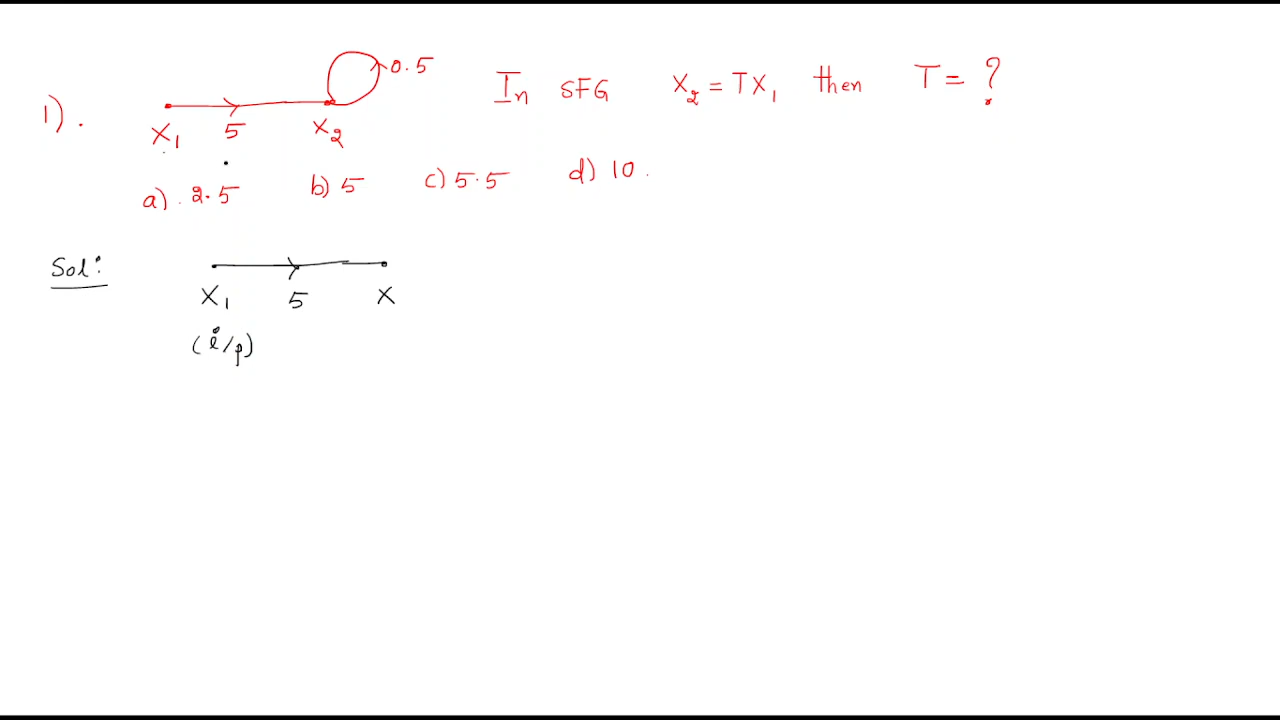 1). X₁ 5 X₂ 0.5 In SFG X₂ = TX₁ then T = ?
a). 2.5 b) 5 c) 5.5 d) 10.
Sol:
X₁ 5 X
(i/p)